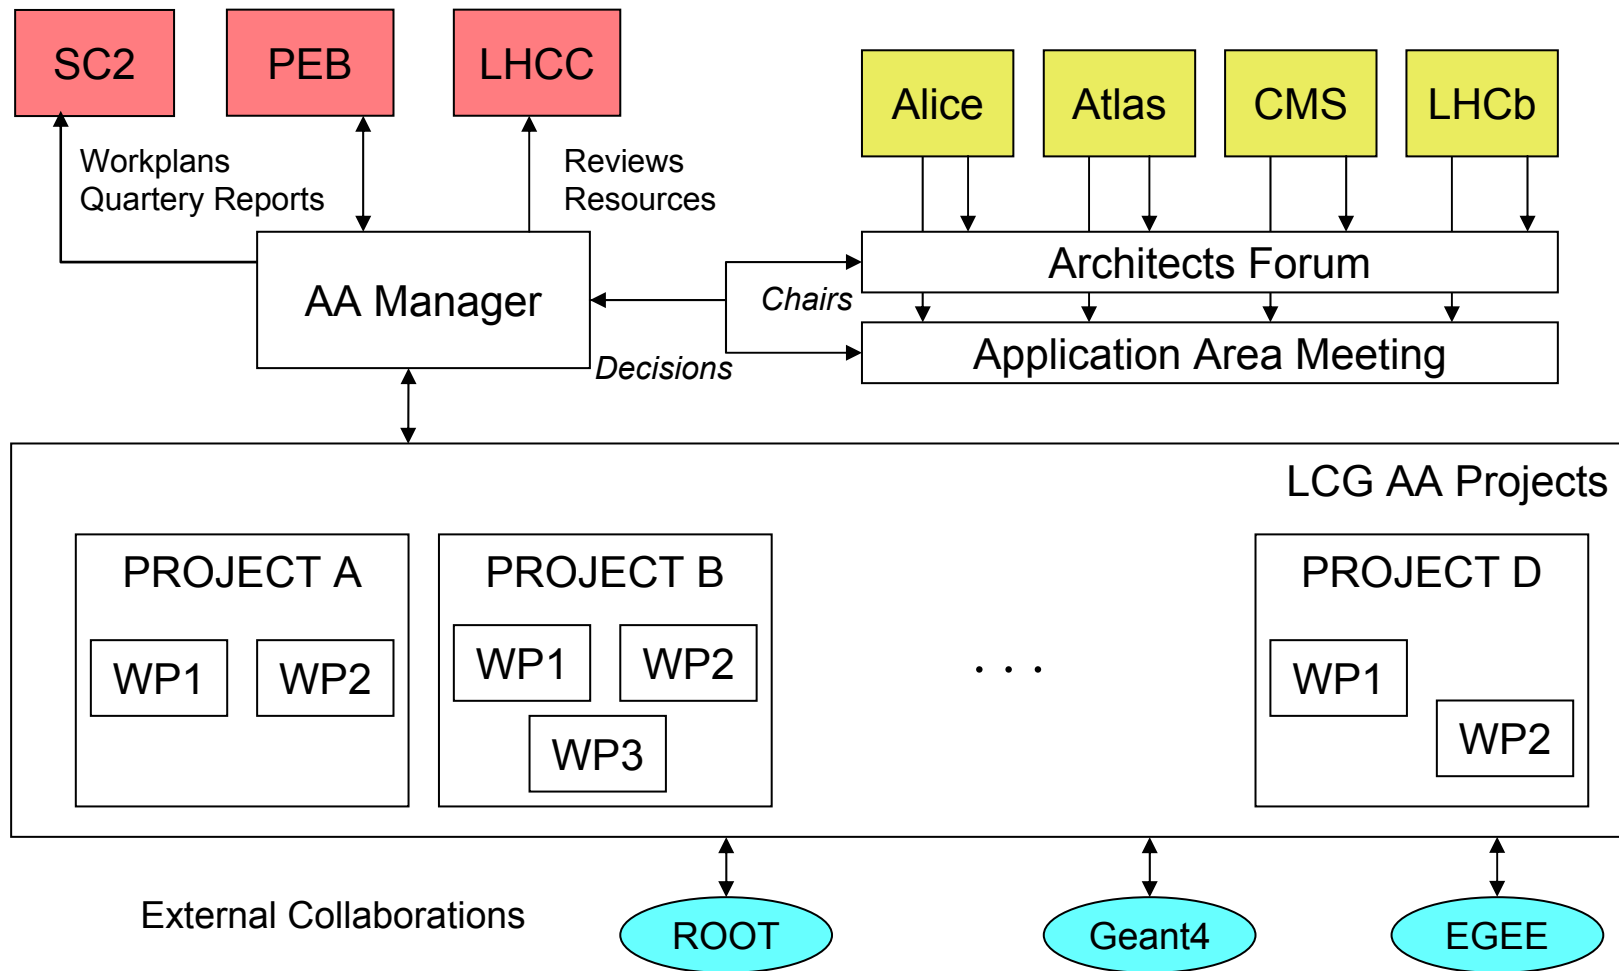 SC2
PEB
LHCC
Alice
Atlas
CMS
LHCb
Workplans
Quartery Reports
Reviews
Resources
AA Manager
Chairs
Decisions
Architects Forum
Application Area Meeting
LCG AA Projects
PROJECT A
WP1
WP2
PROJECT B
WP1
WP2
WP3
. . .
PROJECT D
WP1
WP2
External Collaborations
ROOT
Geant4
EGEE